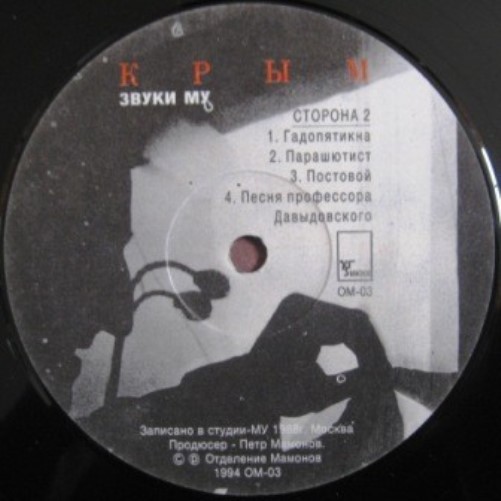 КРЫМ
ЗВУКИ МУ
СТОРОНА 2
1. Гадопятикна
2. Парашютист
3. Постовой
4. Песня профессора
Давыдовского
ОМ-03
Записано в студии-МУ г. Москва
Продюсер - Петр Мамонов.
© ℗ Отделение Мамонов
1994 ОМ-03